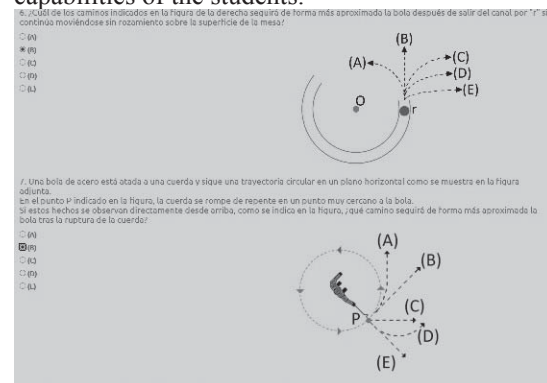 capabilities of the students.
6. ¿Cuál de los caminos indicados en la figura de la derecha seguirá de forma más aproximada la bola después de salir del canal por "r" si
continúa moviéndose sin rozamiento sobre la superficie de la mesa?
(A)
(B)
(C)
(D)
(E)
(B)
(A)
(C)
(D)
(E)
O
r
7. Una bola de acero está atada a una cuerda y sigue una trayectoria circular en un plano horizontal como se muestra en la figura
adjunta.
En el punto P indicado en la figura, la cuerda se rompe de repente en un punto muy cercano a la bola.
Si estos hechos se observan directamente desde arriba, como se indica en la figura, ¿qué camino seguirá de forma más aproximada la
bola tras la ruptura de la cuerda?
(A)
(B)
(C)
(D)
(E)
(A)
(B)
(C)
P
(D)
(E)